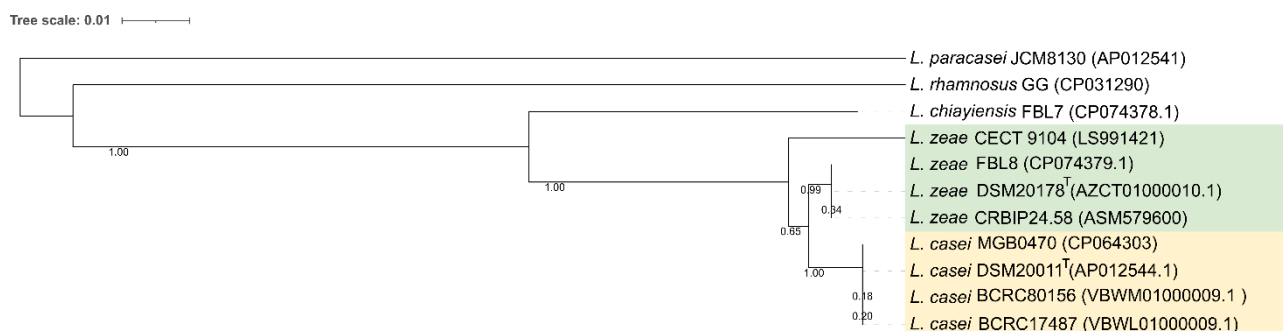 Tree scale: 0.01
L. paracasei JCM8130 (AP012541)
L. rhamnosus GG (CP031290)
L. chiayiensis FBL7 (CP074378.1)
L. zeae CECT 9104 (LS991421)
1.00
L. zeae FBL8 (CP074379.1)
1.00
0.99
L. zeae DSM20178T(AZCT01000010.1)
0.34
L. zeae CRBIP24.58 (ASM579600)
0.65
L. casei MGB0470 (CP064303)
1.00
L. casei DSM20011T(AP012544.1)
0.18
L. casei BCRC80156 (VBWM01000009.1 )
0.20
L. casei BCRC17487 (VBWL01000009.1)